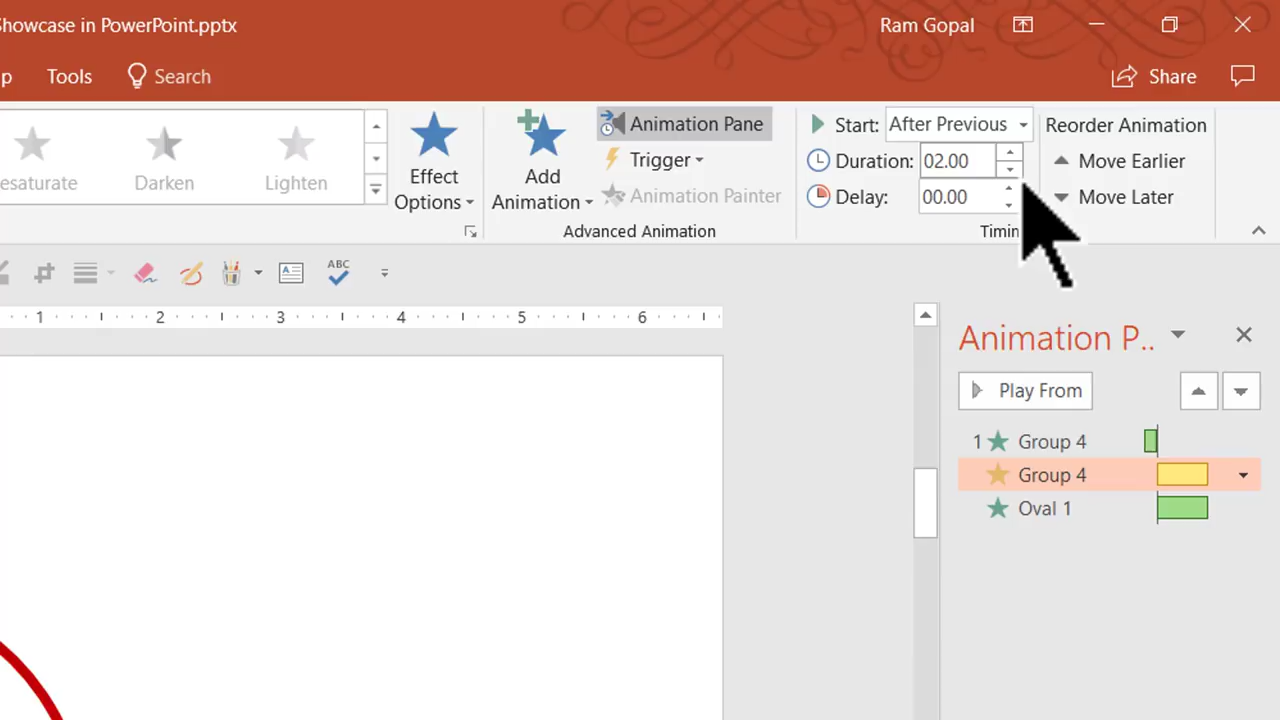 Showcase in PowerPoint.pptx
Ram Gopal
p
Tools
Search
Share
esaturate
Darken
Lighten
Effect
Options
Add
Animation
Animation Pane
Trigger
Animation Painter
Advanced Animation
Start:
After Previous
Duration:
02.00
Delay:
00.00
Timin
Reorder Animation
Move Earlier
Move Later
ABC
1 2 3 4 5 6
Animation P..
Play From
1 Group 4
Group 4
Oval 1